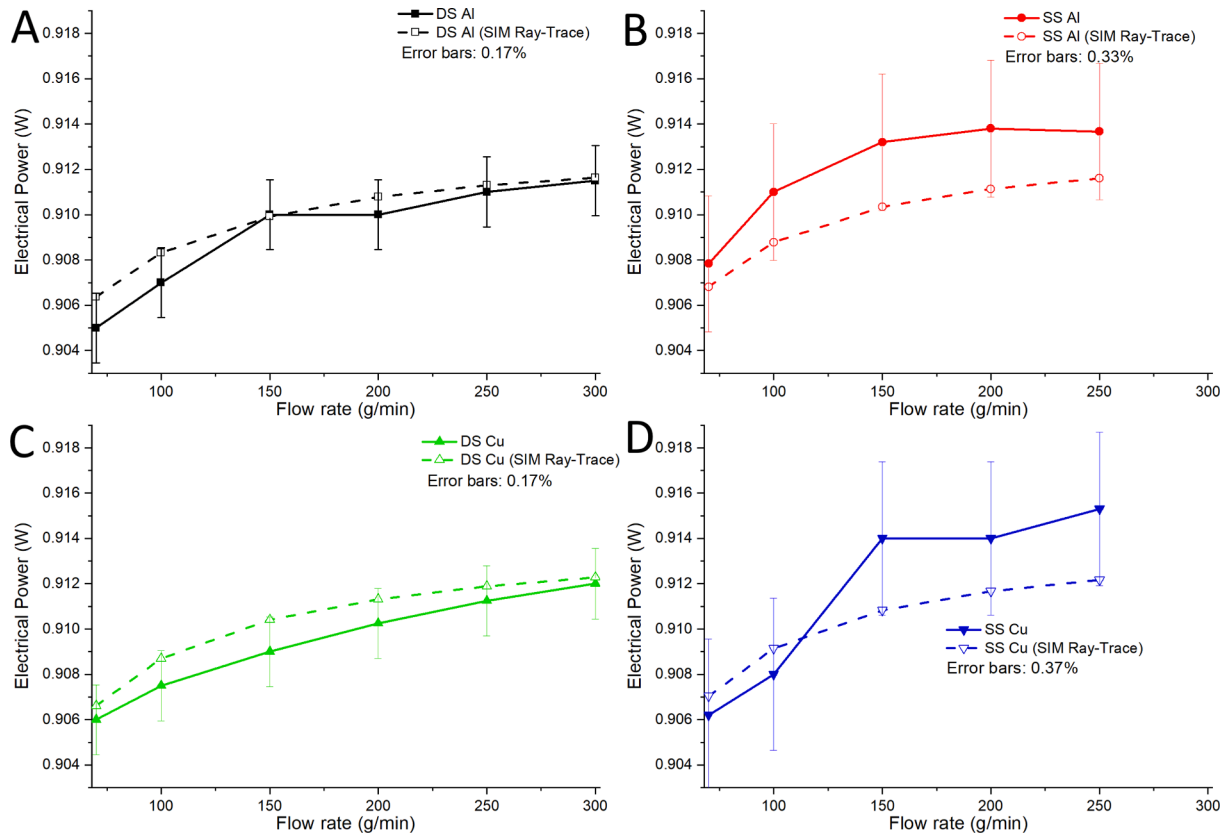 A
DS Al
DS Al (SIM Ray-Trace)
Error bars: 0.17%
0.918
0.916
0.914
0.912
0.910
0.908
0.906
0.904
Electrical Power (W)
100 150 200 250 300
Flow rate (g/min)
B
SS Al
SS Al (SIM Ray-Trace)
Error bars: 0.33%
0.918
0.916
0.914
0.912
0.910
0.908
0.906
0.904
Electrical Power (W)
100 150 200 250 300
Flow rate (g/min)
C
DS Cu
DS Cu (SIM Ray-Trace)
Error bars: 0.17%
0.918
0.916
0.914
0.912
0.910
0.908
0.906
0.904
Electrical Power (W)
100 150 200 250 300
Flow rate (g/min)
D
0.918
0.916
0.914
0.912
0.910
0.908
0.906
0.904
Electrical Power (W)
SS Cu
SS Cu (SIM Ray-Trace)
Error bars: 0.37%
100 150 200 250 300
Flow rate (g/min)